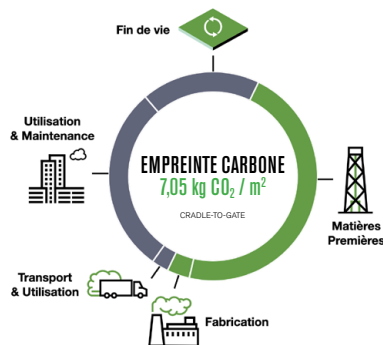 Fin de vie
Utilisation
& Maintenance
EMPREINTE CARBONE
7,05 kg CO₂ / m²
CRADLE-TO-GATE
Matières
Premières
Transport
& Utilisation
Fabrication